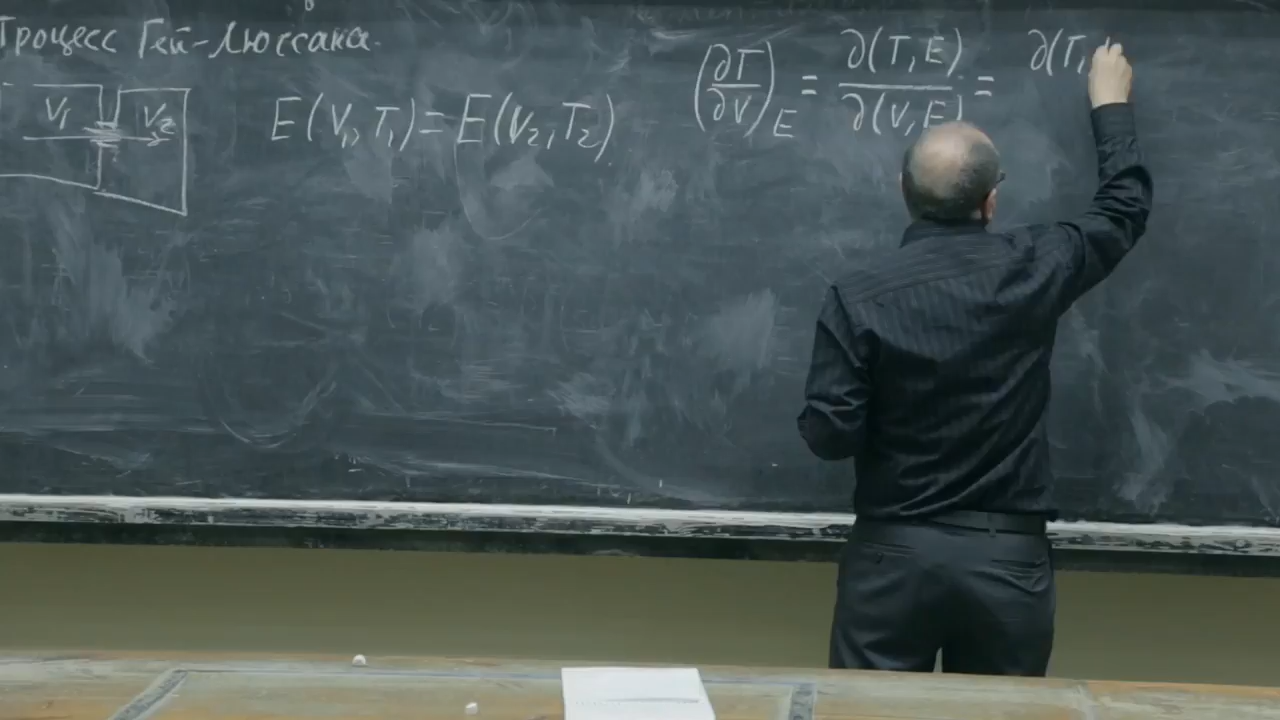 Процесс Гей-Люссака.
V₁ V₂
E(V₁, T₁) = E(V₂, T₂)
(∂T/∂V)_E = ∂(T, E)/∂(V, E) = ∂(T,